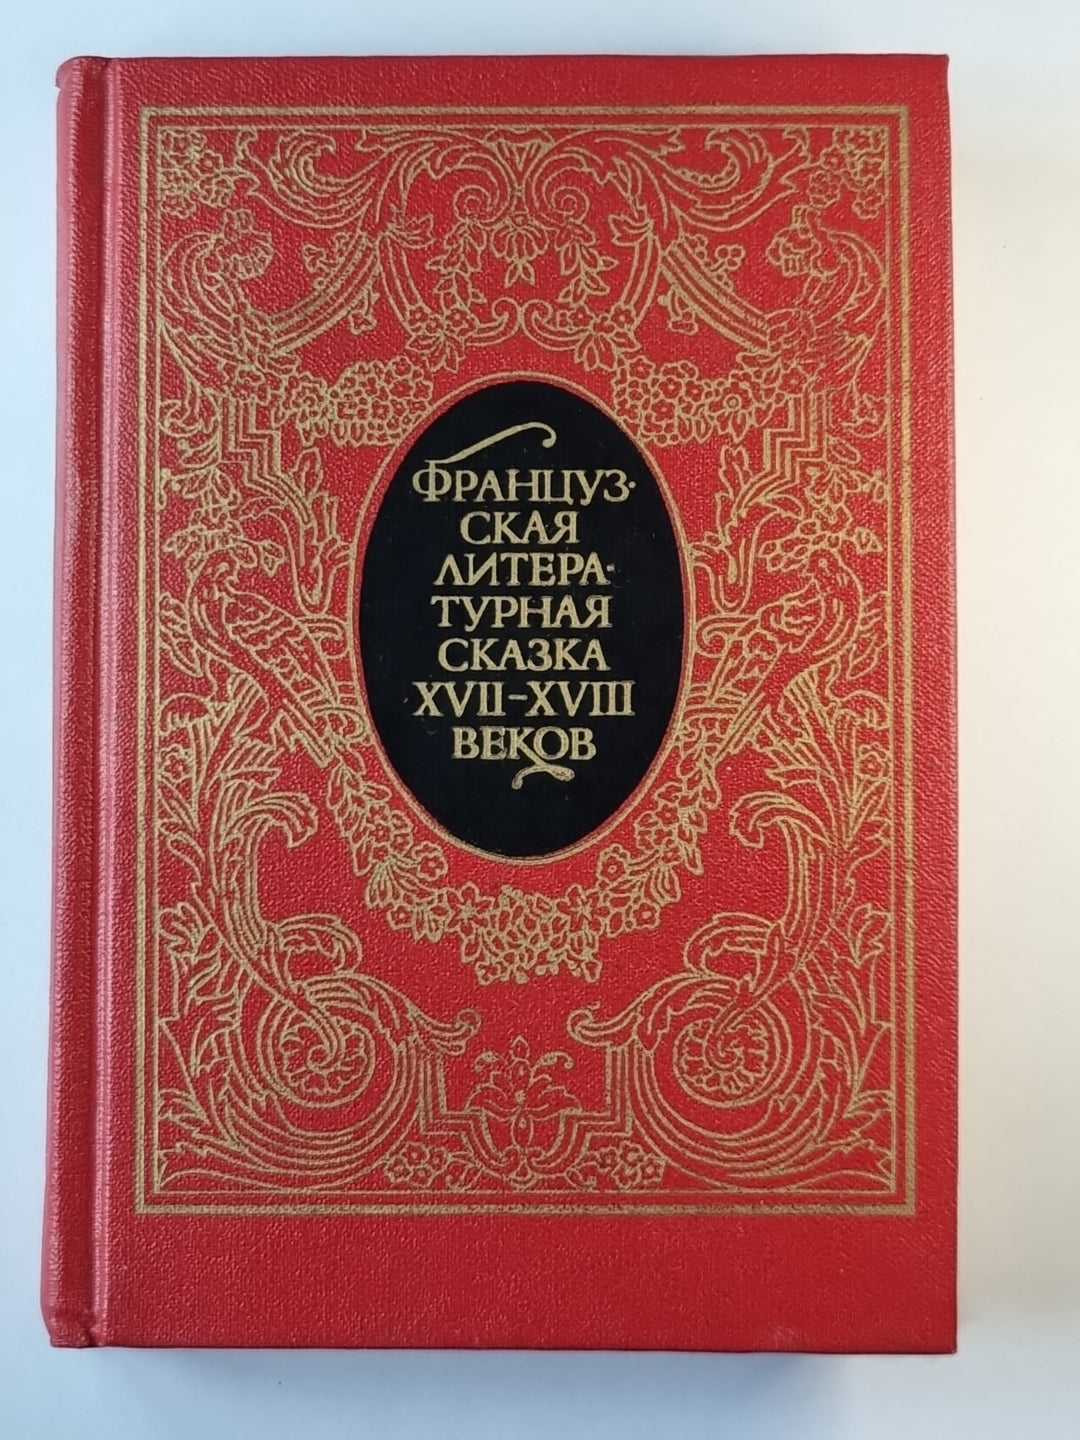 ФРАНЦУЗ-
СКАЯ
ЛИТЕРА-
ТУРНАЯ
СКАЗКА
XVII-XVIII
ВЕКОВ